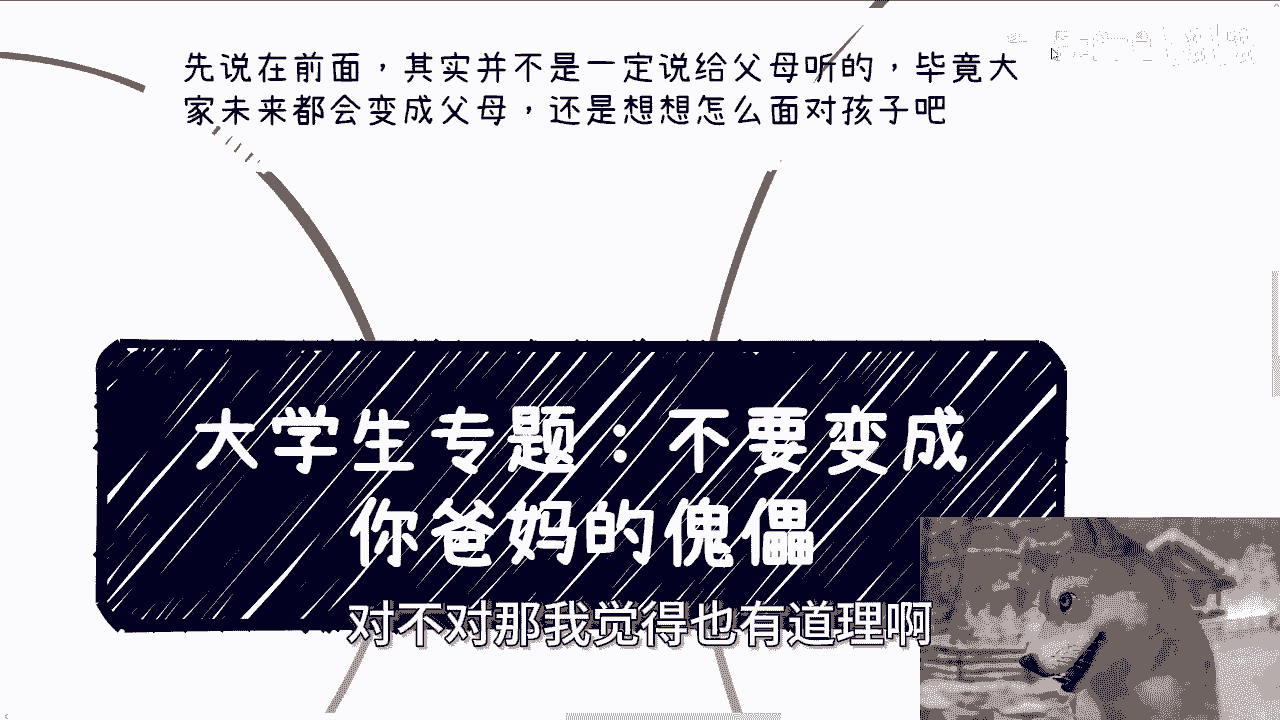 先说在前面，其实并不是一定说给父母听的，毕竟大
家未来都会变成父母，还是想想怎么面对孩子吧
大学生专题：不要变成
你爸妈的傀儡
对不对那我觉得也有道理啊